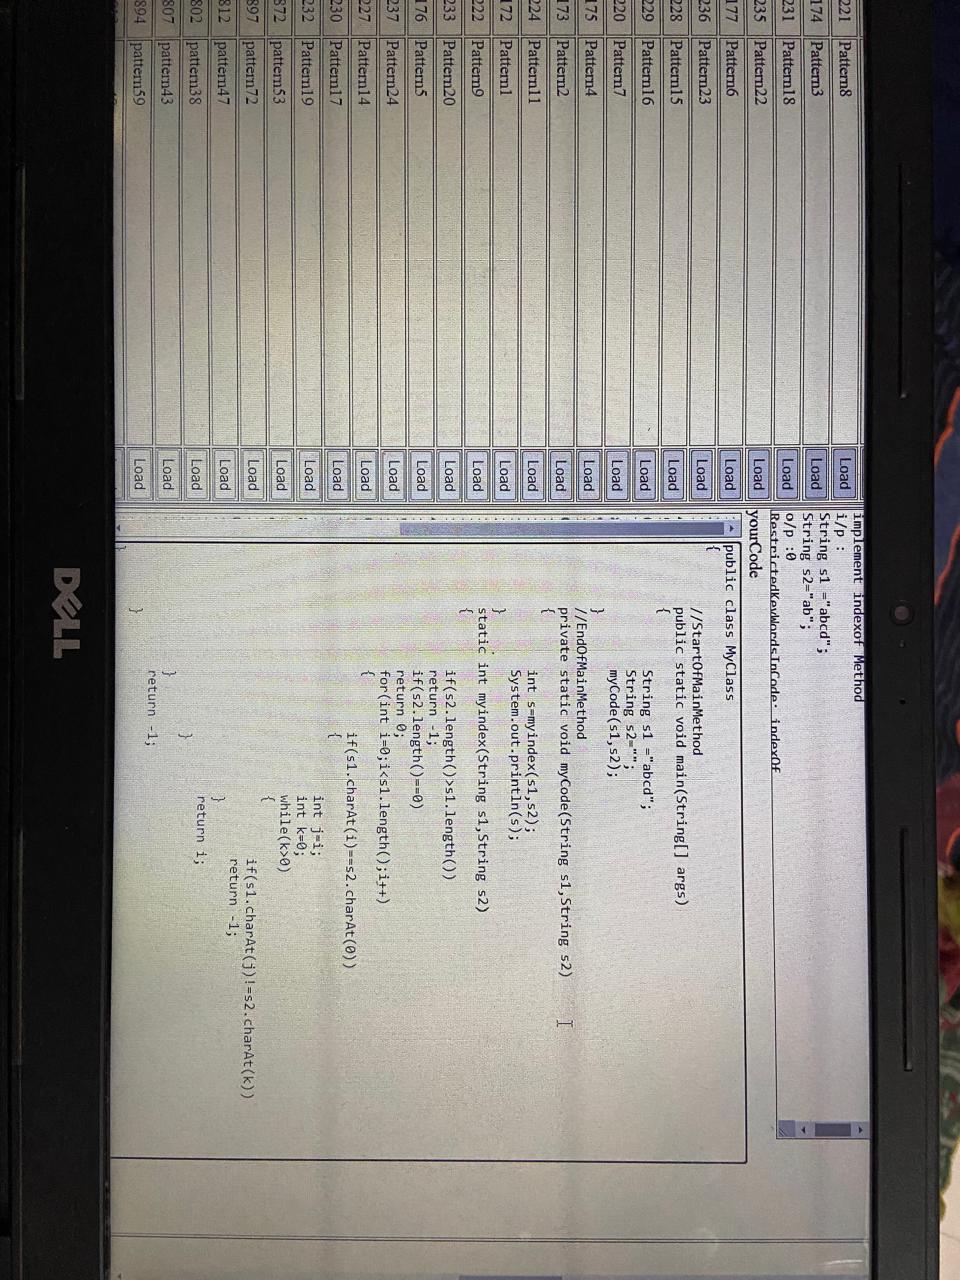 221 Pattern8 Load
174 Pattern3 Load
231 Pattern18 Load
235 Pattern22 Load
177 Pattern6 Load
236 Pattern23 Load
228 Pattern15 Load
229 Pattern16 Load
220 Pattern7 Load
175 Pattern4 Load
173 Pattern2 Load
224 Pattern11 Load
172 Pattern1 Load
222 Pattern9 Load
233 Pattern20 Load
176 Pattern5 Load
237 Pattern24 Load
227 Pattern14 Load
230 Pattern17 Load
232 Pattern19 Load
872 pattern53 Load
897 pattern72 Load
812 pattern47 Load
802 pattern38 Load
807 pattern43 Load
894 pattern59 Load
implement indexof Method
i/p :
String s1 ="abcd";
String s2="ab";
o/p :0
RestrictedKeyWordsInCode: indexOf
yourCode
public class MyClass
{
//StartOfMainMethod
public static void main(String[] args)
{
String s1 ="abcd";
String s2="";
myCode(s1,s2);
}
//EndOfMainMethod
private static void myCode(String s1,String s2)
{
int s=myindex(s1,s2);
System.out.println(s);
}
static int myindex(String s1,String s2)
{
if(s2.length()>s1.length())
return -1;
if(s2.length()==0)
return 0;
for(int i=0;i<s1.length();i++)
{
if(s1.charAt(i)==s2.charAt(0))
{
int j=i;
int k=0;
while(k>0)
{
if(s1.charAt(j)!=s2.charAt(k))
return -1;
}
return i;
}
}
return -1;
}
}
DELL